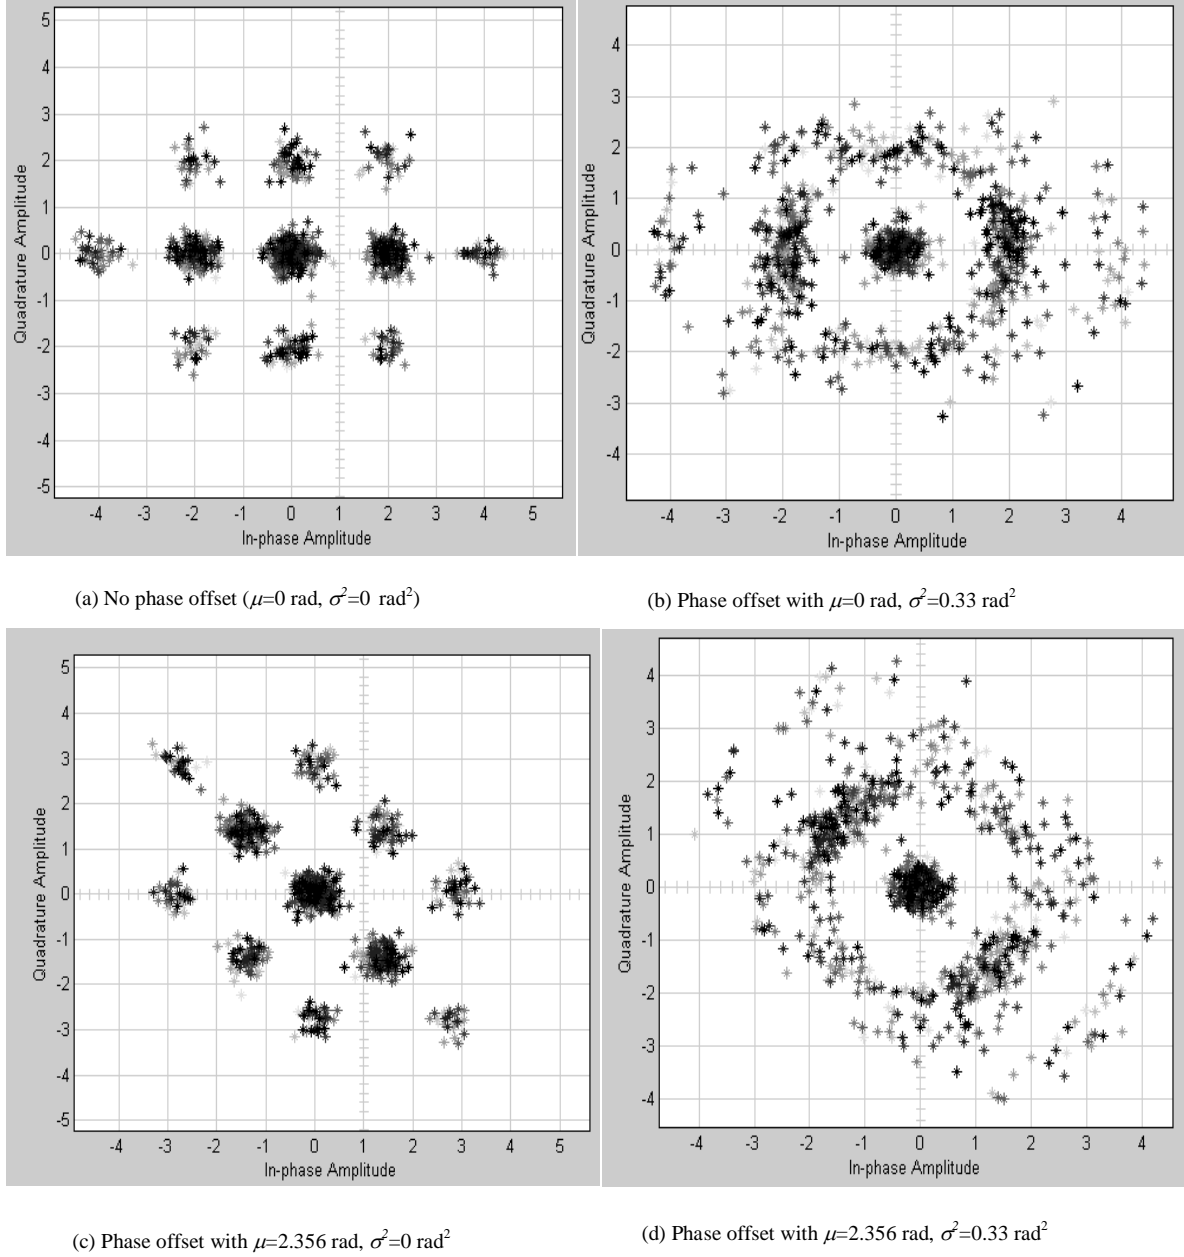 5
4
3
2
1
0
-1
-2
-3
-4
-5
Quadrature Amplitude
-4 -3 -2 -1 0 1 2 3 4 5
In-phase Amplitude
4
3
2
1
0
-1
-2
-3
-4
Quadrature Amplitude
-4 -3 -2 -1 0 1 2 3 4
In-phase Amplitude
(a) No phase offset (μ=0 rad, σ²=0 rad²)
(b) Phase offset with μ=0 rad, σ²=0.33 rad²
5
4
3
2
1
0
-1
-2
-3
-4
-5
Quadrature Amplitude
-4 -3 -2 -1 0 1 2 3 4 5
In-phase Amplitude
4
3
2
1
0
-1
-2
-3
-4
Quadrature Amplitude
-4 -3 -2 -1 0 1 2 3 4
In-phase Amplitude
(c) Phase offset with μ=2.356 rad, σ²=0 rad²
(d) Phase offset with μ=2.356 rad, σ²=0.33 rad²